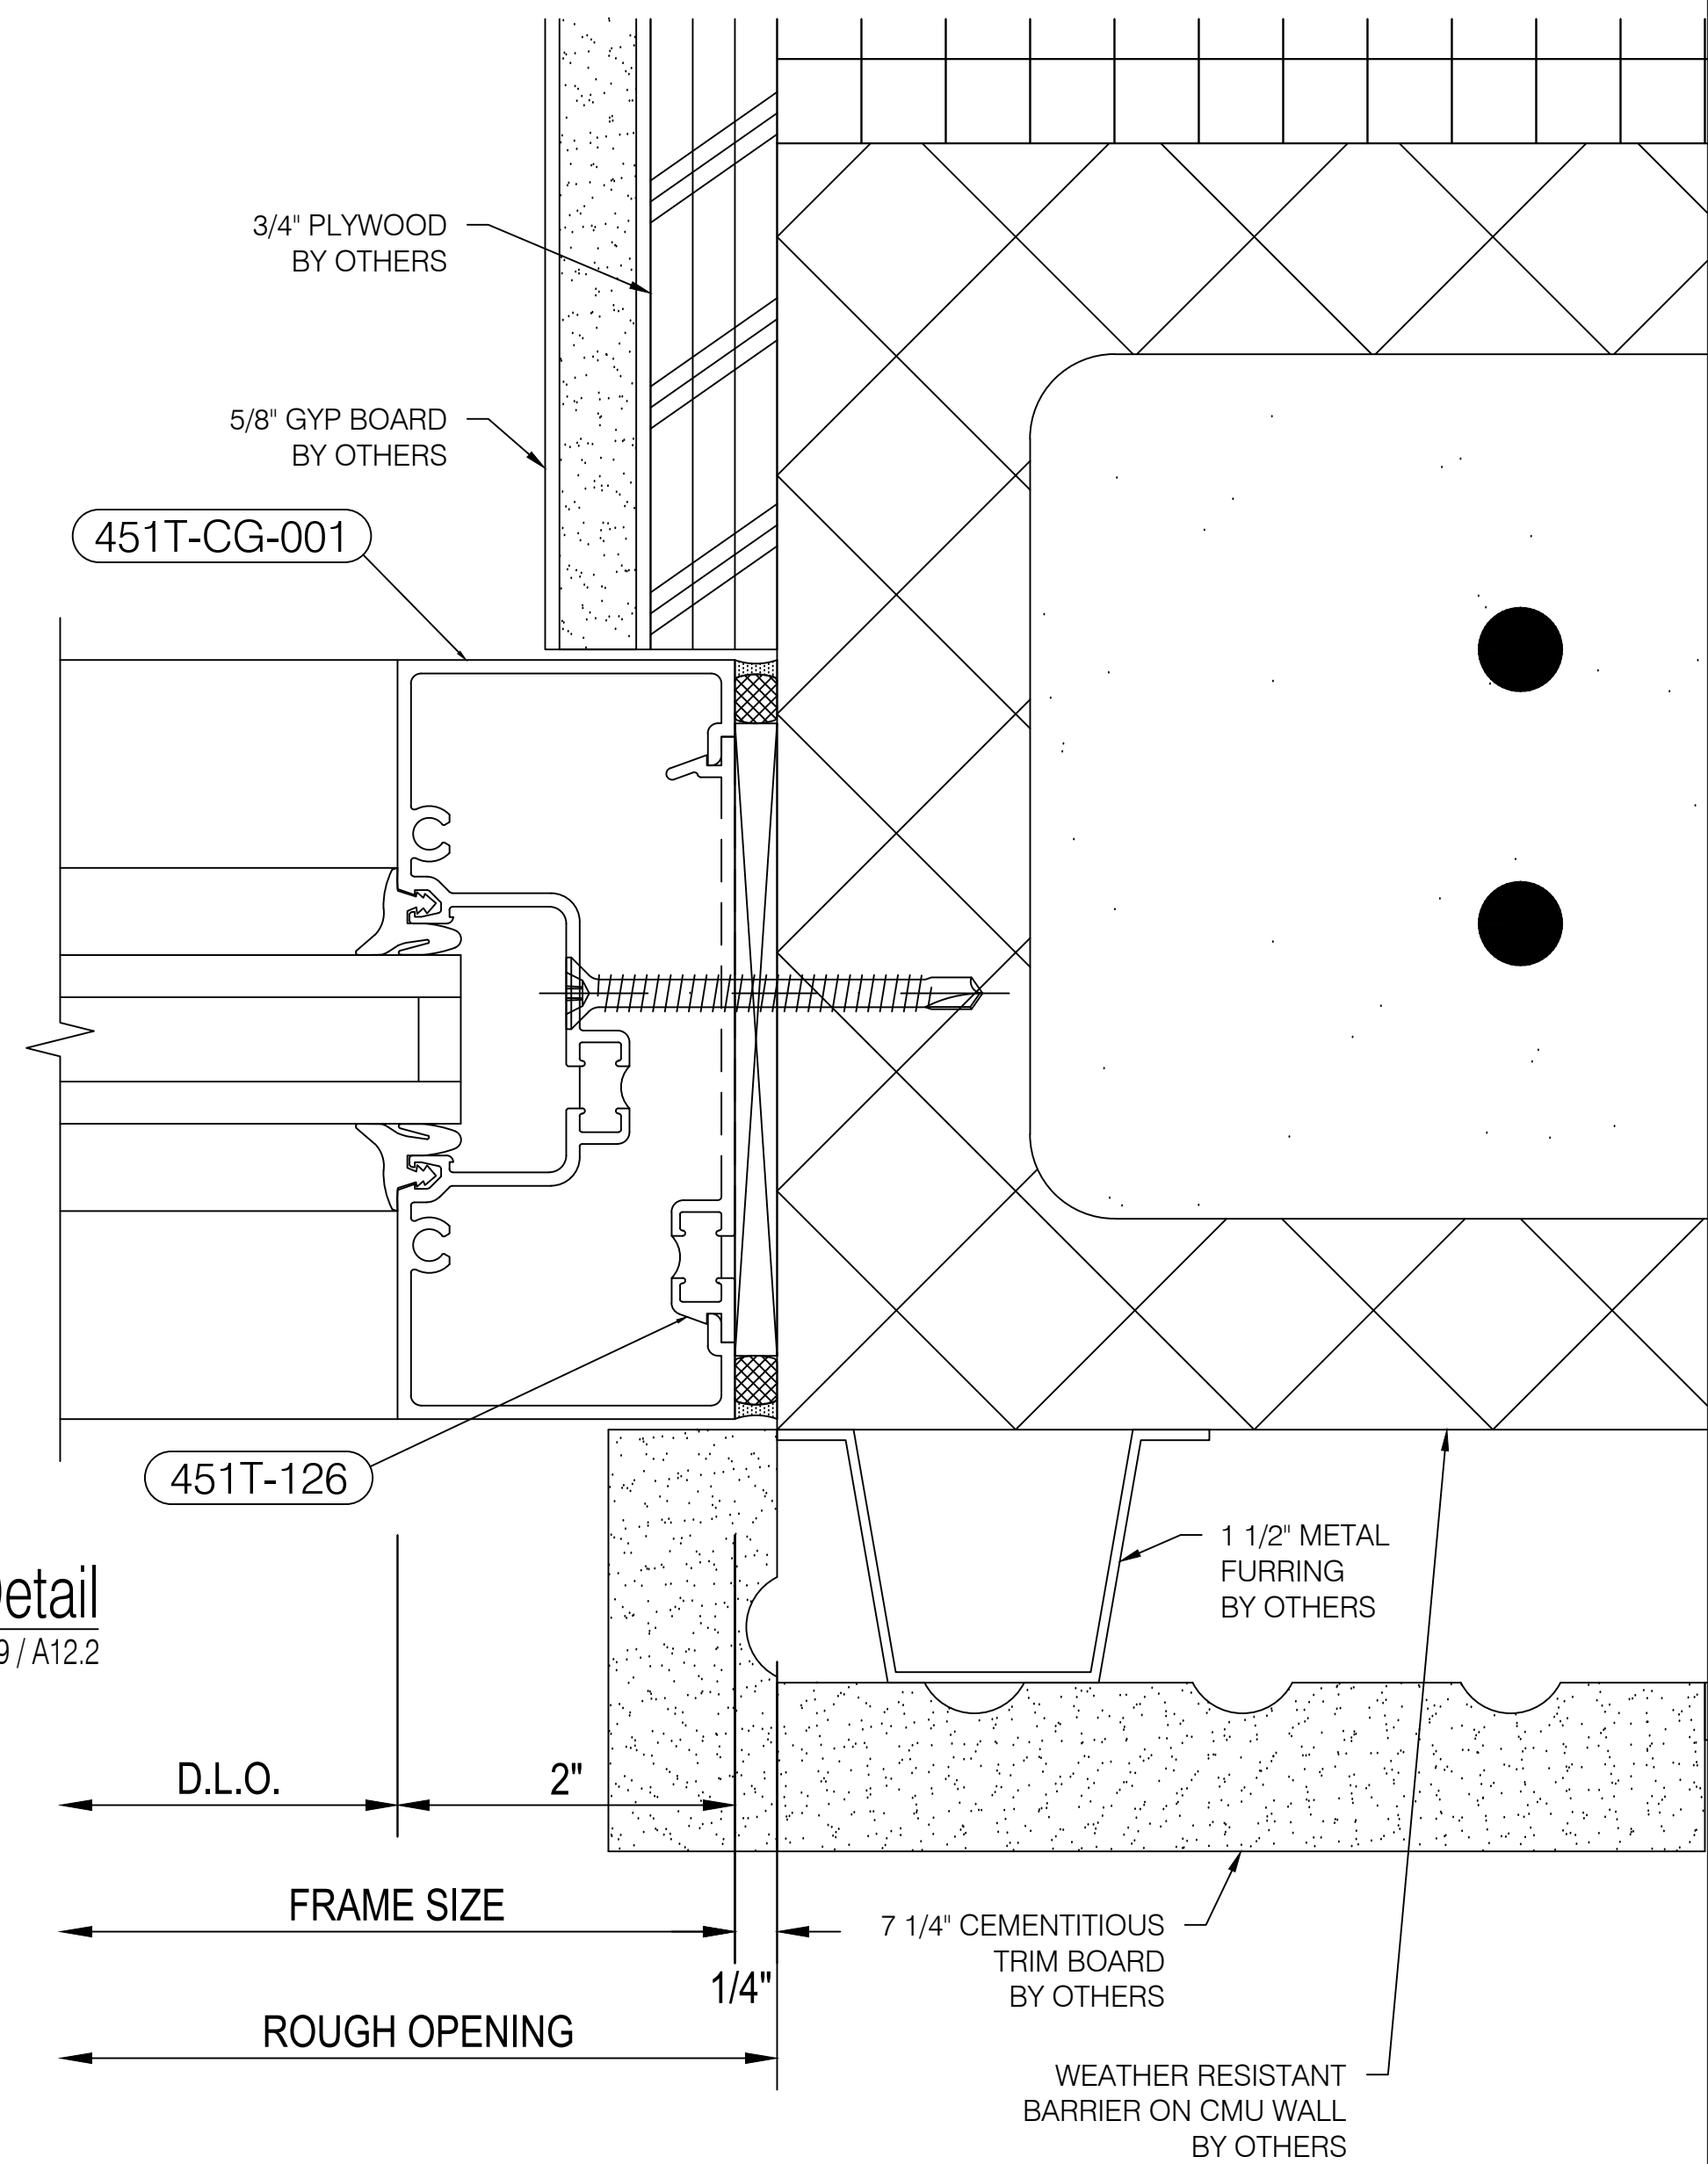 3/4" PLYWOOD
BY OTHERS
5/8" GYP BOARD
BY OTHERS
451T-CG-001
451T-126
1 1/2" METAL
FURRING
BY OTHERS
etail
9 / A12.2
D.L.O.
2"
FRAME SIZE
1/4"
ROUGH OPENING
7 1/4" CEMENTITIOUS
TRIM BOARD
BY OTHERS
WEATHER RESISTANT
BARRIER ON CMU WALL
BY OTHERS